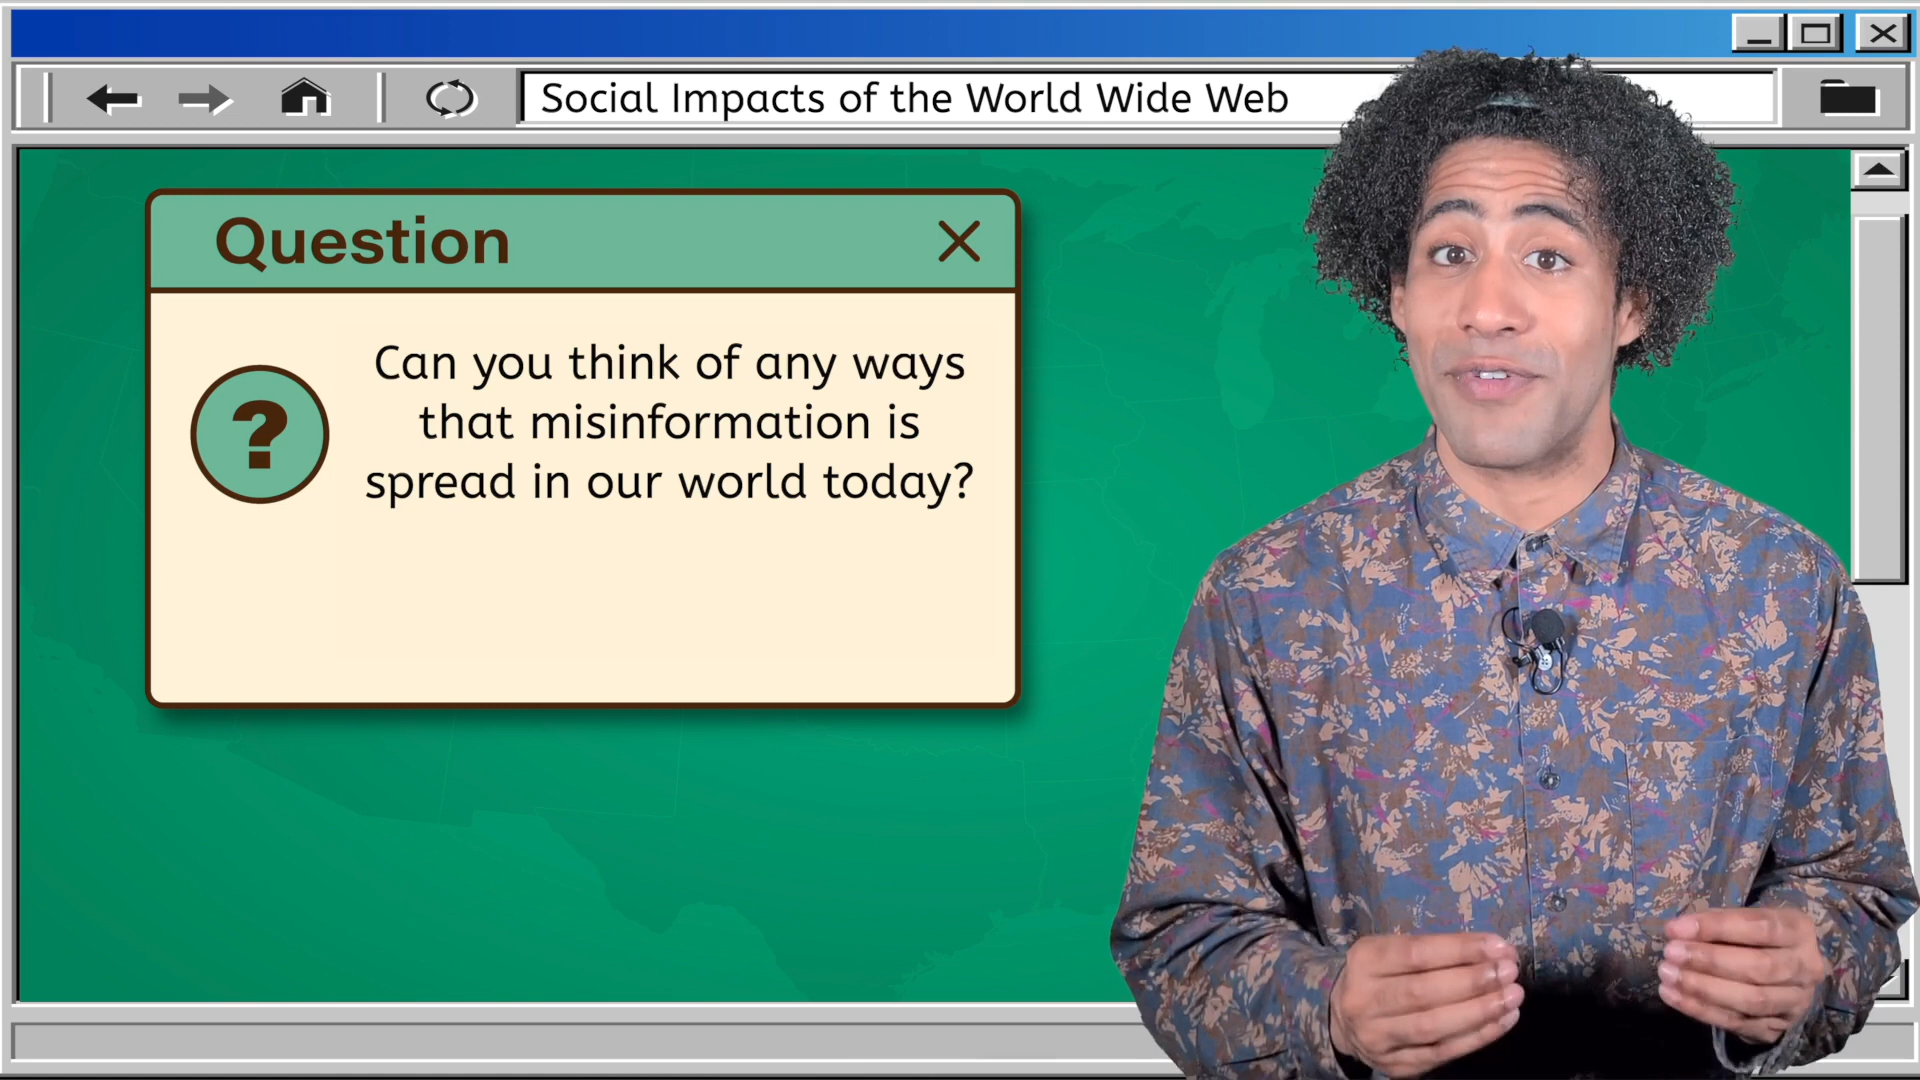 Social Impacts of the World Wide Web
Question
?
Can you think of any ways
that misinformation is
spread in our world today?